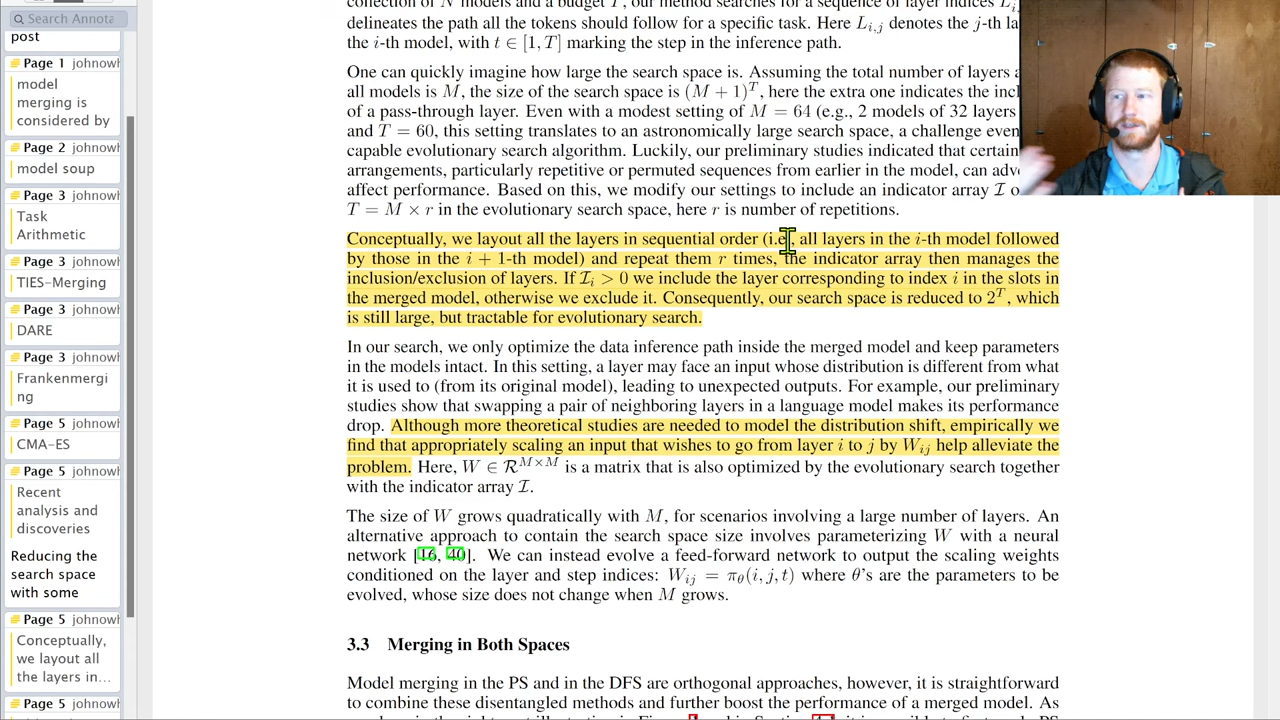 Search Annota
post
Page 1 johnowh
model
merging is
considered by
Page 2 johnowh
model soup
Page 3 johnowh
Task
Arithmetic
Page 3 johnowh
TIES-Merging
Page 3 johnowh
DARE
Page 3 johnowh
Frankenmergi
ng
Page 5 johnowh
CMA-ES
Page 5 johnowh
Recent
analysis and
discoveries
Reducing the
search space
with some
Page 5 johnowh
Conceptually,
we layout all
the layers in...
Page 5 johnowh
collection of N models and a budget T, our method searches for a sequence of layer indices L_i,
delineates the path all the tokens should follow for a specific task. Here L_{i,j} denotes the j-th la
the i-th model, with t ∈ [1, T] marking the step in the inference path.
One can quickly imagine how large the search space is. Assuming the total number of layers a
all models is M, the size of the search space is (M + 1)^T, here the extra one indicates the incl
of a pass-through layer. Even with a modest setting of M = 64 (e.g., 2 models of 32 layers
and T = 60, this setting translates to an astronomically large search space, a challenge even
capable evolutionary search algorithm. Luckily, our preliminary studies indicated that certain
arrangements, particularly repetitive or permuted sequences from earlier in the model, can adve
affect performance. Based on this, we modify our settings to include an indicator array I o
T = M × r in the evolutionary search space, here r is number of repetitions.
Conceptually, we layout all the layers in sequential order (i.e., all layers in the i-th model followed
by those in the i + 1-th model) and repeat them r times, the indicator array then manages the
inclusion/exclusion of layers. If I_i > 0 we include the layer corresponding to index i in the slots in
the merged model, otherwise we exclude it. Consequently, our search space is reduced to 2^T, which
is still large, but tractable for evolutionary search.
In our search, we only optimize the data inference path inside the merged model and keep parameters
in the models intact. In this setting, a layer may face an input whose distribution is different from what
it is used to (from its original model), leading to unexpected outputs. For example, our preliminary
studies show that swapping a pair of neighboring layers in a language model makes its performance
drop. Although more theoretical studies are needed to model the distribution shift, empirically we
find that appropriately scaling an input that wishes to go from layer i to j by W_{ij} help alleviate the
problem. Here, W ∈ R^{M×M} is a matrix that is also optimized by the evolutionary search together
with the indicator array I.
The size of W grows quadratically with M, for scenarios involving a large number of layers. An
alternative approach to contain the search space size involves parameterizing W with a neural
network [16, 40]. We can instead evolve a feed-forward network to output the scaling weights
conditioned on the layer and step indices: W_{ij} = π_θ(i, j, t) where θ's are the parameters to be
evolved, whose size does not change when M grows.
3.3 Merging in Both Spaces
Model merging in the PS and in the DFS are orthogonal approaches, however, it is straightforward
to combine these disentangled methods and further boost the performance of a merged model. As